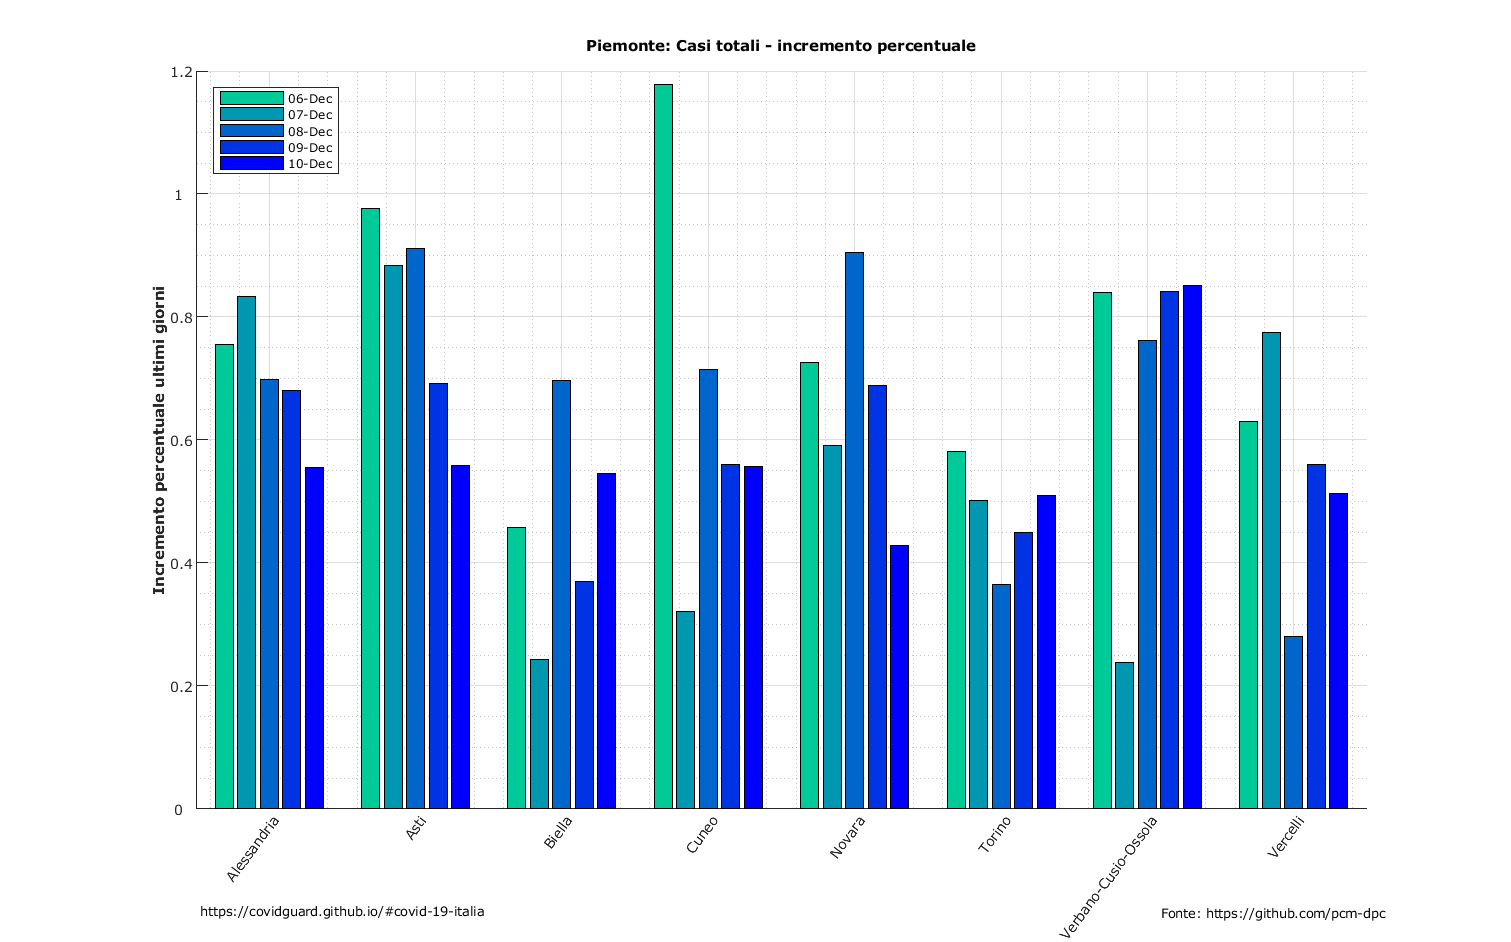 Piemonte: Casi totali - incremento percentuale
Incremento percentuale ultimi giorni
1.2
1
0.8
0.6
0.4
0.2
0
06-Dec
07-Dec
08-Dec
09-Dec
10-Dec
Alessandria
Asti
Biella
Cuneo
Novara
Torino
Verbano-Cusio-Ossola
Vercelli
https://covidguard.github.io/#covid-19-italia
Fonte: https://github.com/pcm-dpc